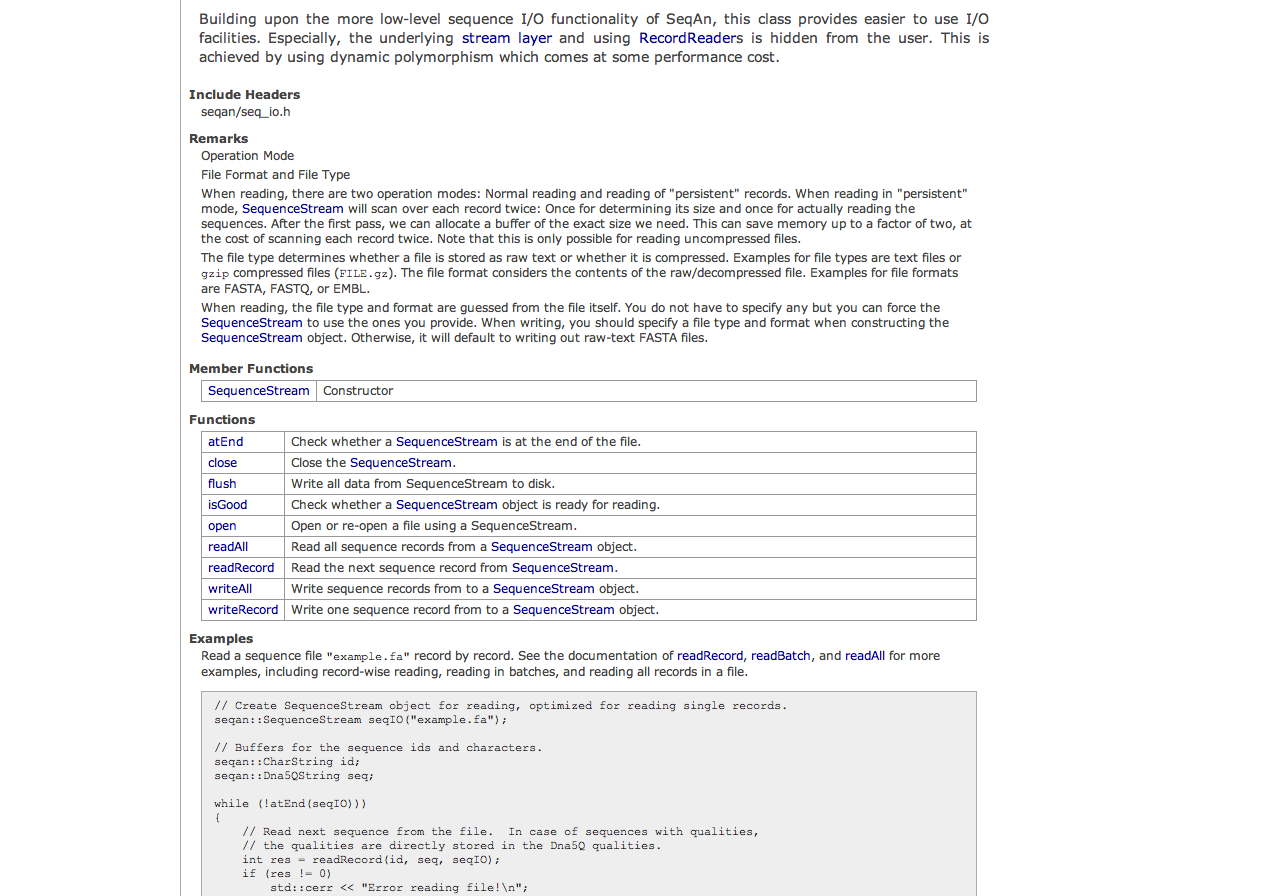 Building upon the more low-level sequence I/O functionality of SeqAn, this class provides easier to use I/O
facilities. Especially, the underlying stream layer and using RecordReaders is hidden from the user. This is
achieved by using dynamic polymorphism which comes at some performance cost.
Include Headers
seqan/seq_io.h
Remarks
Operation Mode
File Format and File Type
When reading, there are two operation modes: Normal reading and reading of "persistent" records. When reading in "persistent"
mode, SequenceStream will scan over each record twice: Once for determining its size and once for actually reading the
sequences. After the first pass, we can allocate a buffer of the exact size we need. This can save memory up to a factor of two, at
the cost of scanning each record twice. Note that this is only possible for reading uncompressed files.
The file type determines whether a file is stored as raw text or whether it is compressed. Examples for file types are text files or
gzip compressed files (FILE.gz). The file format considers the contents of the raw/decompressed file. Examples for file formats
are FASTA, FASTQ, or EMBL.
When reading, the file type and format are guessed from the file itself. You do not have to specify any but you can force the
SequenceStream to use the ones you provide. When writing, you should specify a file type and format when constructing the
SequenceStream object. Otherwise, it will default to writing out raw-text FASTA files.
Member Functions
SequenceStream Constructor
Functions
atEnd Check whether a SequenceStream is at the end of the file.
close Close the SequenceStream.
flush Write all data from SequenceStream to disk.
isGood Check whether a SequenceStream object is ready for reading.
open Open or re-open a file using a SequenceStream.
readAll Read all sequence records from a SequenceStream object.
readRecord Read the next sequence record from SequenceStream.
writeAll Write sequence records from to a SequenceStream object.
writeRecord Write one sequence record from to a SequenceStream object.
Examples
Read a sequence file "example.fa" record by record. See the documentation of readRecord, readBatch, and readAll for more
examples, including record-wise reading, reading in batches, and reading all records in a file.
// Create SequenceStream object for reading, optimized for reading single records.
seqan::SequenceStream seqIO("example.fa");
// Buffers for the sequence ids and characters.
seqan::CharString id;
seqan::Dna5QString seq;
while (!atEnd(seqIO)))
{
// Read next sequence from the file.  In case of sequences with qualities,
// the qualities are directly stored in the Dna5Q qualities.
int res = readRecord(id, seq, seqIO);
if (res != 0)
std::cerr << "Error reading file!\n";